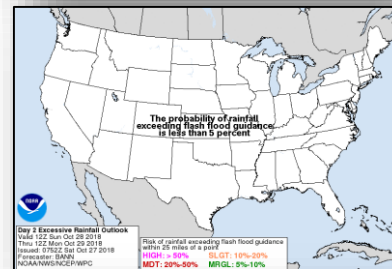 The probability of rainfall
exceeding flash flood guidance
is less than 5 percent
NOAA
Day 2 Excessive Rainfall Outlook
Valid 12Z Sun Oct 28 2018
Thru 12Z Mon Oct 29 2018
Issued: 0752Z Sat Oct 27 2018
Forecaster: BANN
NOAA/NWS/NCEP/WPC
Risk of rainfall exceeding flash flood guidance
within 25 miles of a point
HIGH: > 50% SLGT: 10%-20%
MDT: 20%-50% MRGL: 5%-10%